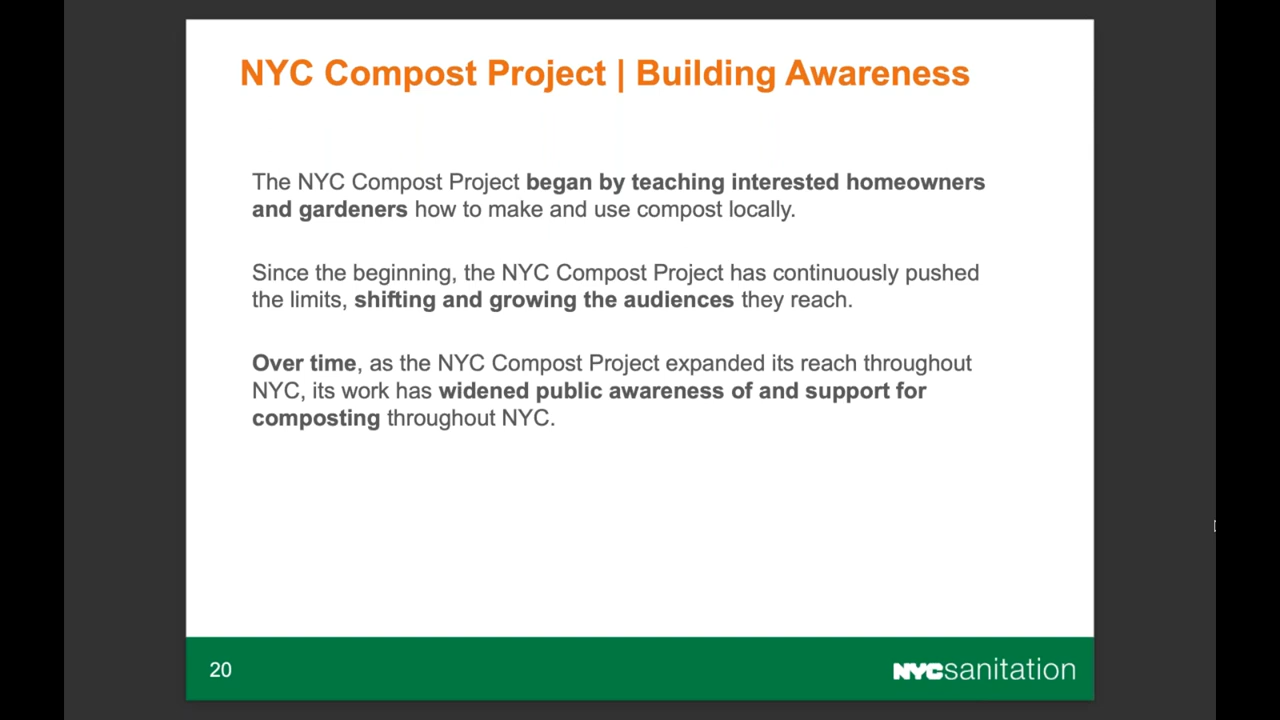 NYC Compost Project | Building Awareness
The NYC Compost Project began by teaching interested homeowners
and gardeners how to make and use compost locally.
Since the beginning, the NYC Compost Project has continuously pushed
the limits, shifting and growing the audiences they reach.
Over time, as the NYC Compost Project expanded its reach throughout
NYC, its work has widened public awareness of and support for
composting throughout NYC.
20
NYCsanitation